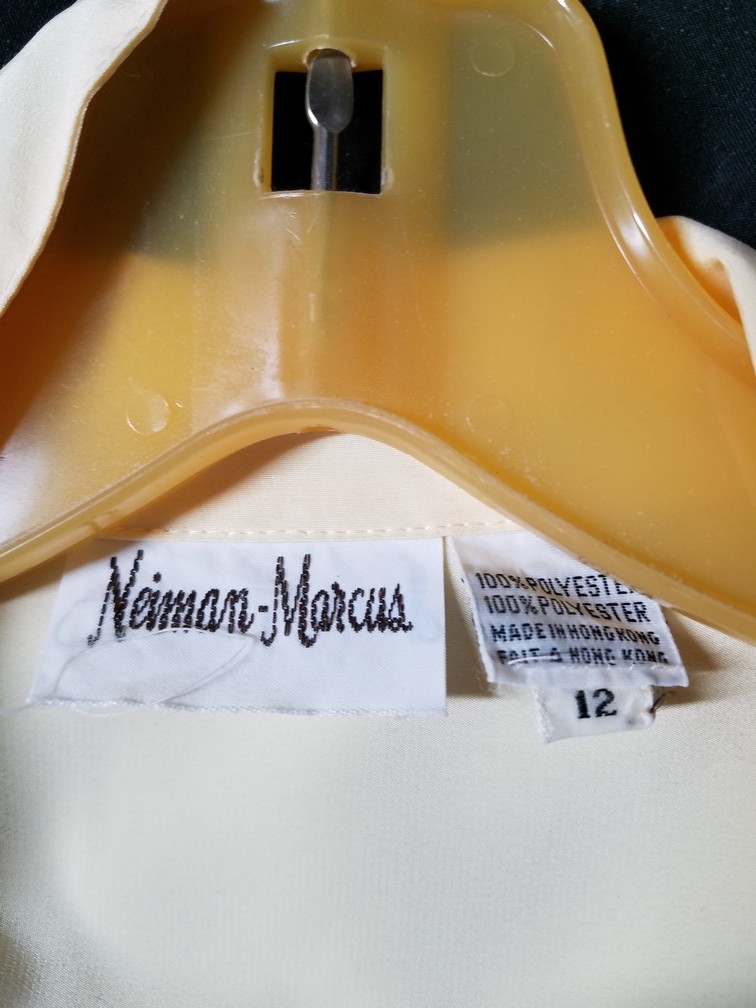 Neiman-Marcus
100% POLYESTER
100% POLYESTER
MADE IN HONG KONG
FAIT A HONG KONG
12